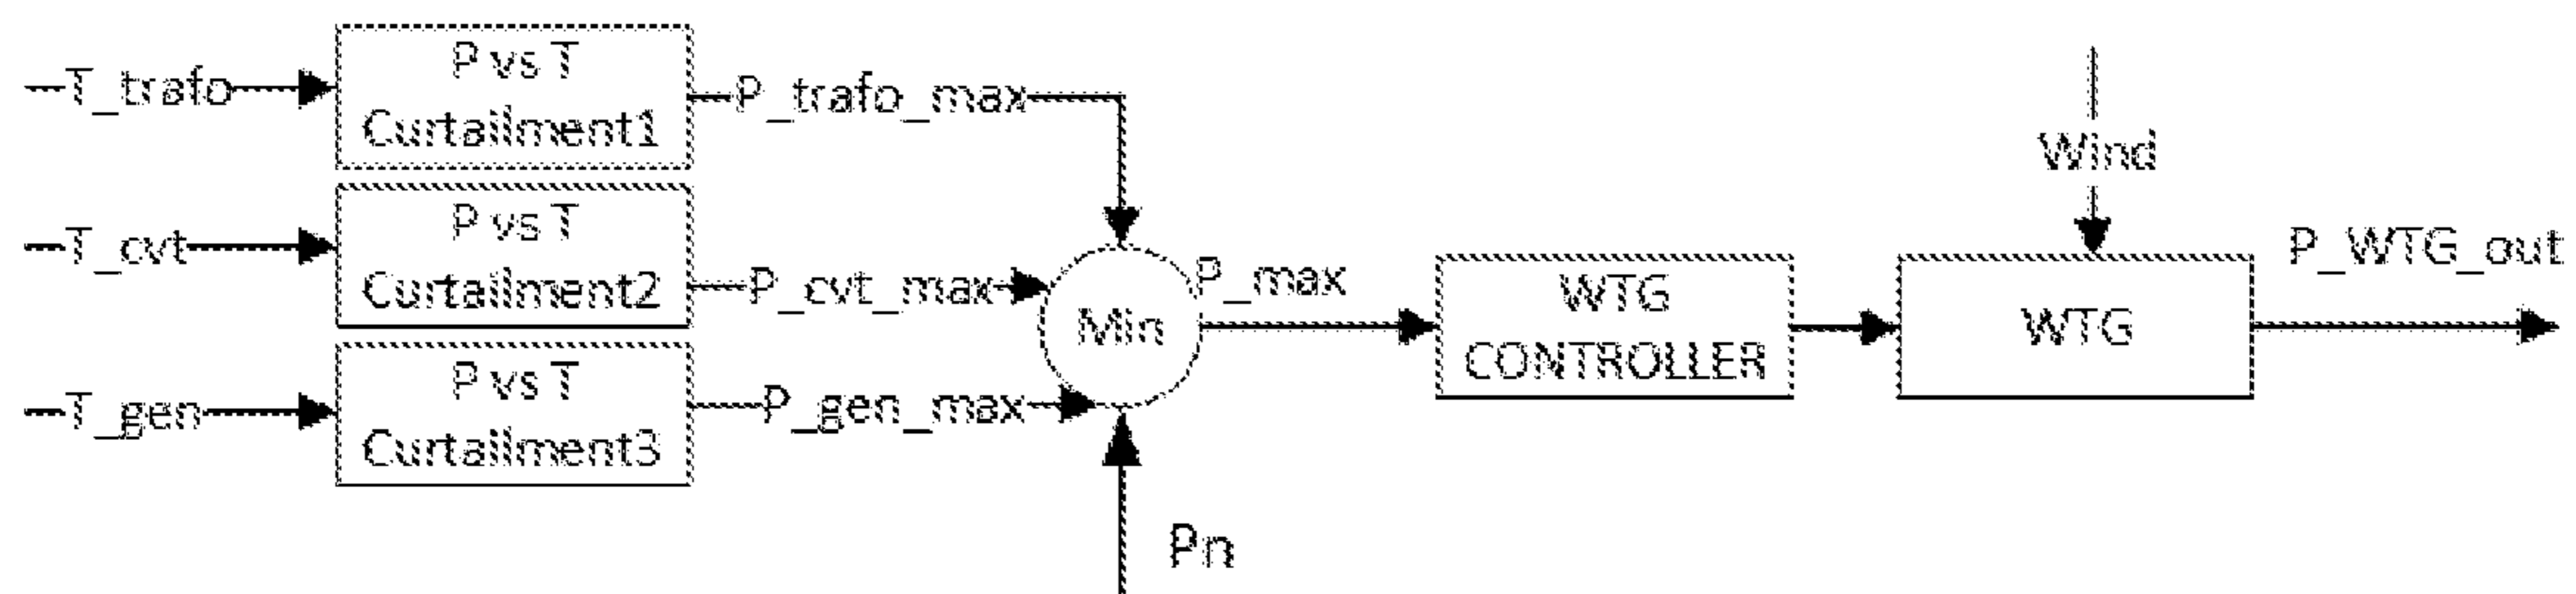 T_trafo
P vs T
Curtailment1
P_trafo_max
T_cvt
P vs T
Curtailment2
P_cvt_max
T_gen
P vs T
Curtailment3
P_gen_max
Min
Pn
P_max
WTG
CONTROLLER
Wind
WTG
P_WTG_out